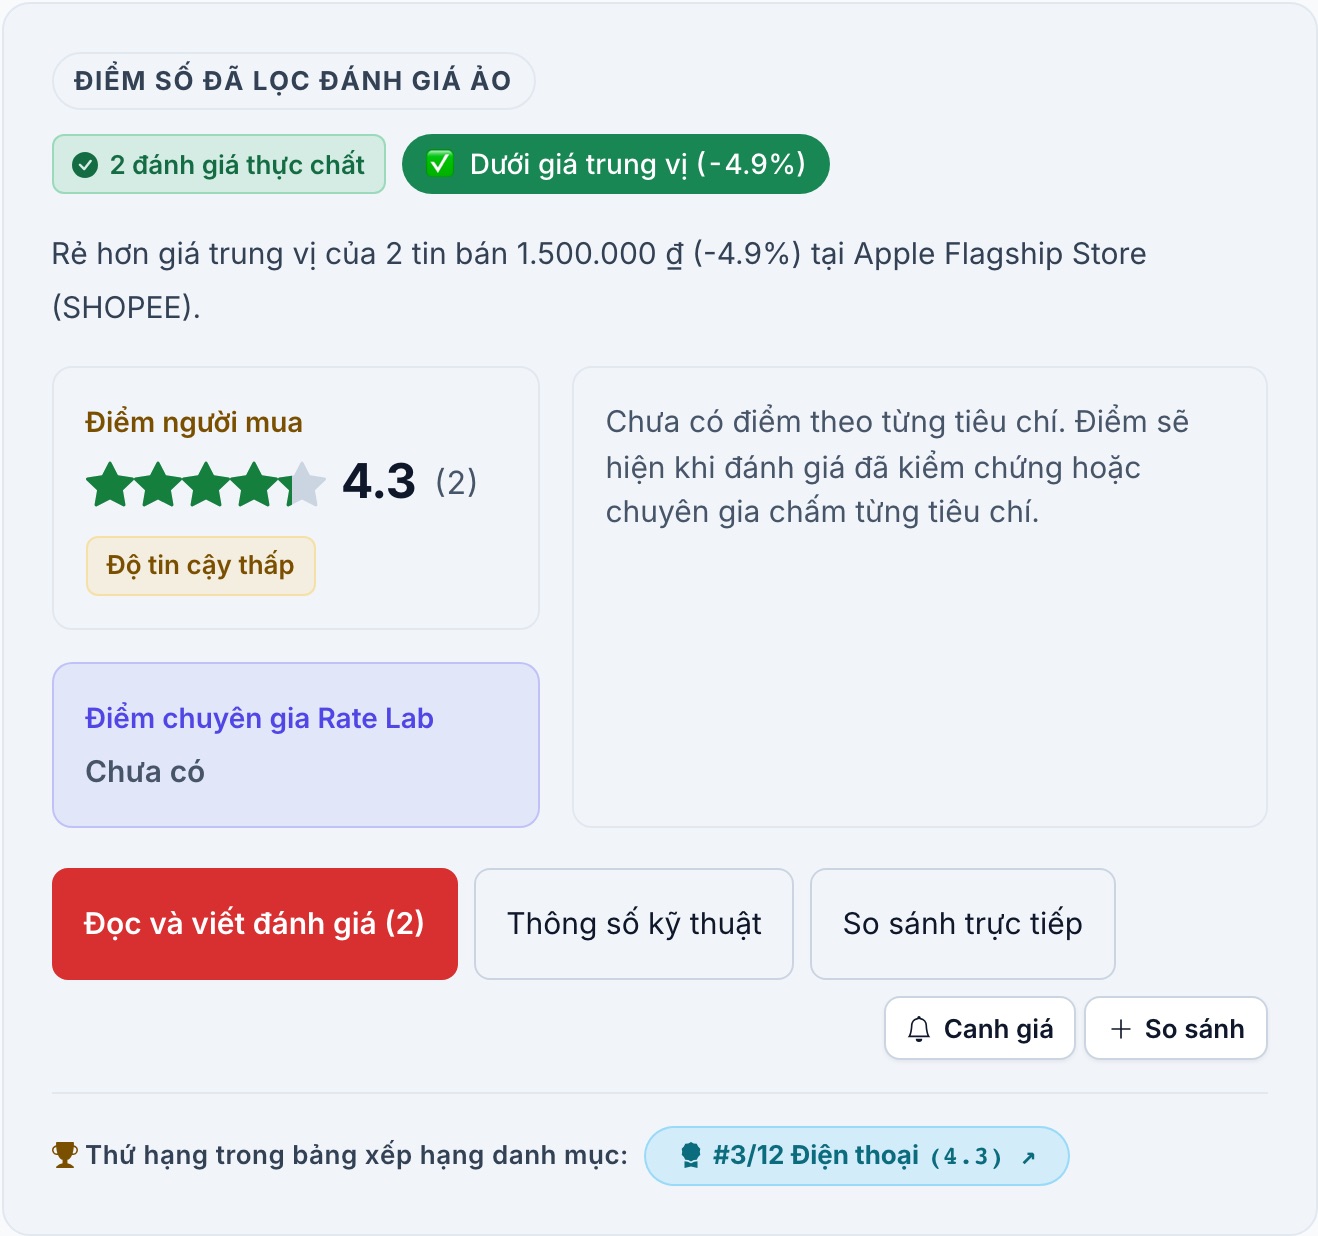 ĐIỂM SỐ ĐÃ LỌC ĐÁNH GIÁ ẢO
2 đánh giá thực chất
✅ Dưới giá trung vị (-4.9%)
Rẻ hơn giá trung vị của 2 tin bán 1.500.000 ₫ (-4.9%) tại Apple Flagship Store
(SHOPEE).
Điểm người mua
4.3 (2)
Độ tin cậy thấp
Điểm chuyên gia Rate Lab
Chưa có
Chưa có điểm theo từng tiêu chí. Điểm sẽ
hiện khi đánh giá đã kiểm chứng hoặc
chuyên gia chấm từng tiêu chí.
Đọc và viết đánh giá (2)
Thông số kỹ thuật
So sánh trực tiếp
Canh giá
+ So sánh
Thứ hạng trong bảng xếp hạng danh mục:
#3/12 Điện thoại (4.3) ↗